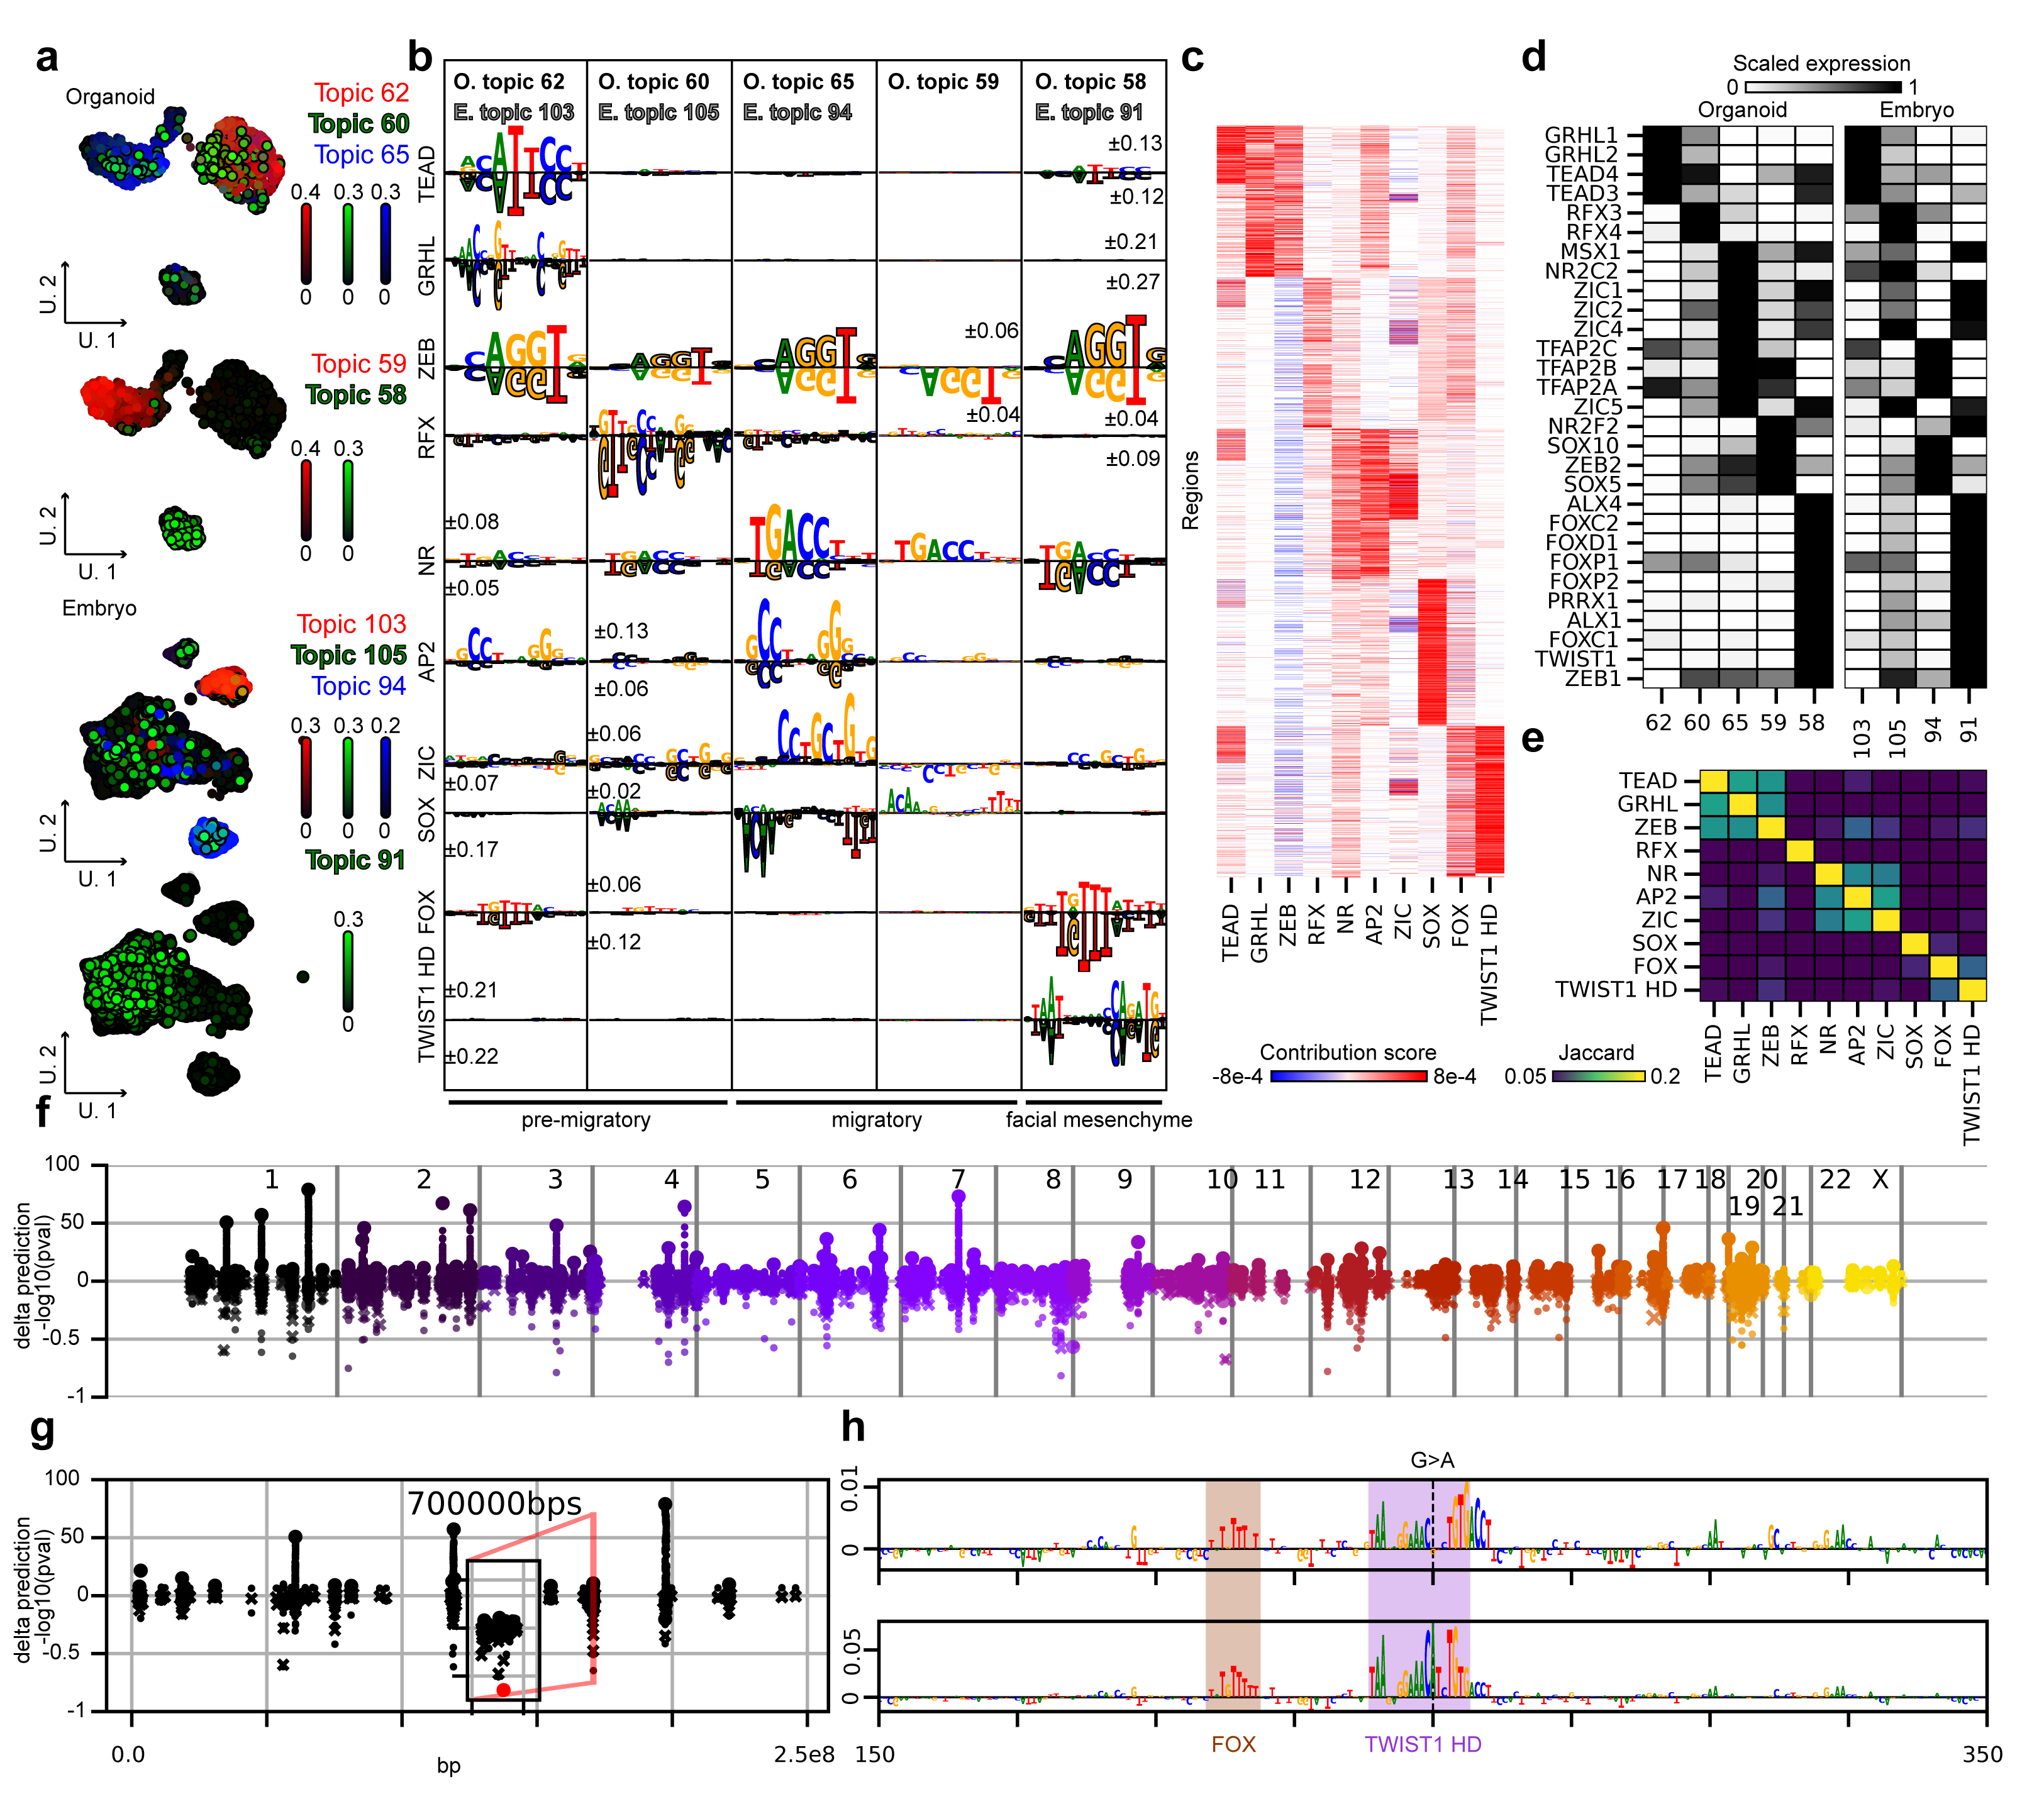 a
Organoid
Topic 62
Topic 60
Topic 65
0.4 0.3 0.3
0 0 0
U. 2
U. 1
Topic 59
Topic 58
0.4 0.3
0 0
U. 2
U. 1
Embryo
Topic 103
Topic 105
Topic 94
0.3 0.3 0.2
0 0 0
U. 2
U. 1
Topic 91
0.3
0
U. 2
U. 1
b
O. topic 62 O. topic 60 O. topic 65 O. topic 59 O. topic 58
E. topic 103 E. topic 105 E. topic 94 E. topic 91
TEAD
±0.13
±0.12
GRHL
±0.21
±0.27
ZEB
±0.06
±0.04
RFX
±0.04
±0.09
NR
±0.08
±0.05
AP2
±0.13
±0.06
ZIC
±0.06
±0.07
SOX
±0.02
±0.17
FOX
±0.06
±0.12
TWIST1 HD
±0.21
±0.22
pre-migratory migratory facial mesenchyme
c
Regions
TEAD GRHL ZEB RFX NR AP2 ZIC SOX FOX TWIST1 HD
Contribution score
-8e-4 8e-4
d
Scaled expression
0 1
Organoid Embryo
GRHL1
GRHL2
TEAD4
TEAD3
RFX3
RFX4
MSX1
NR2C2
ZIC1
ZIC2
ZIC4
TFAP2C
TFAP2B
TFAP2A
ZIC5
NR2F2
SOX10
ZEB2
SOX5
ALX4
FOXC2
FOXD1
FOXP1
FOXP2
PRRX1
ALX1
FOXC1
TWIST1
ZEB1
62 60 65 59 58 103 105 94 91
e
TEAD
GRHL
ZEB
RFX
NR
AP2
ZIC
SOX
FOX
TWIST1 HD
TEAD GRHL ZEB RFX NR AP2 ZIC SOX FOX TWIST1 HD
Jaccard
0.05 0.2
f
delta prediction
-log10(pval)
100
50
0
-0.5
-1
1 2 3 4 5 6 7 8 9 10 11 12 13 14 15 16 17 18 20 22 X
19 21
g
delta prediction
-log10(pval)
100
50
0
-0.5
-1
700000bps
0.0 2.5e8
bp
h
G>A
0.01
0
0.05
0
FOX TWIST1 HD
150 350